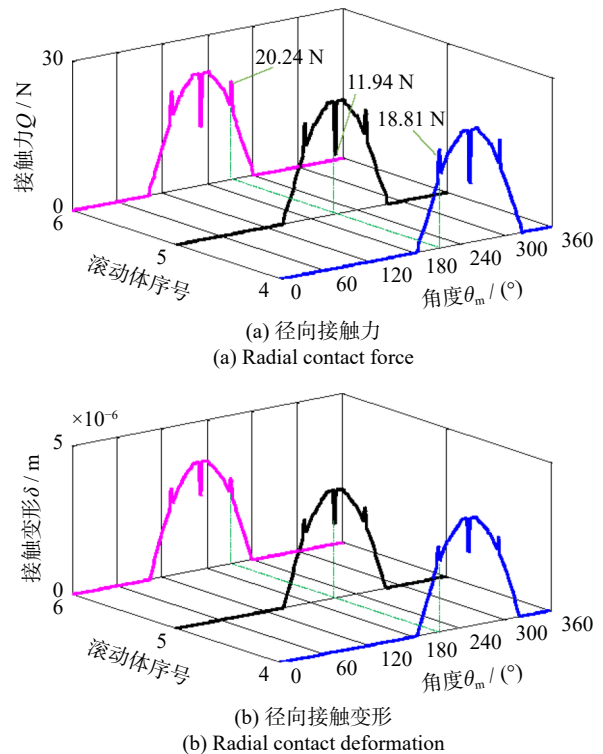 30
接触力Q / N
0
20.24 N
11.94 N
18.81 N
6
5
4
滚动体序号
0
60
120
180
240
300
360
角度θm / (°)
(a) 径向接触力
(a) Radial contact force
×10⁻⁶
5
接触变形δ / m
0
6
5
4
滚动体序号
0
60
120
180
240
300
360
角度θm / (°)
(b) 径向接触变形
(b) Radial contact deformation